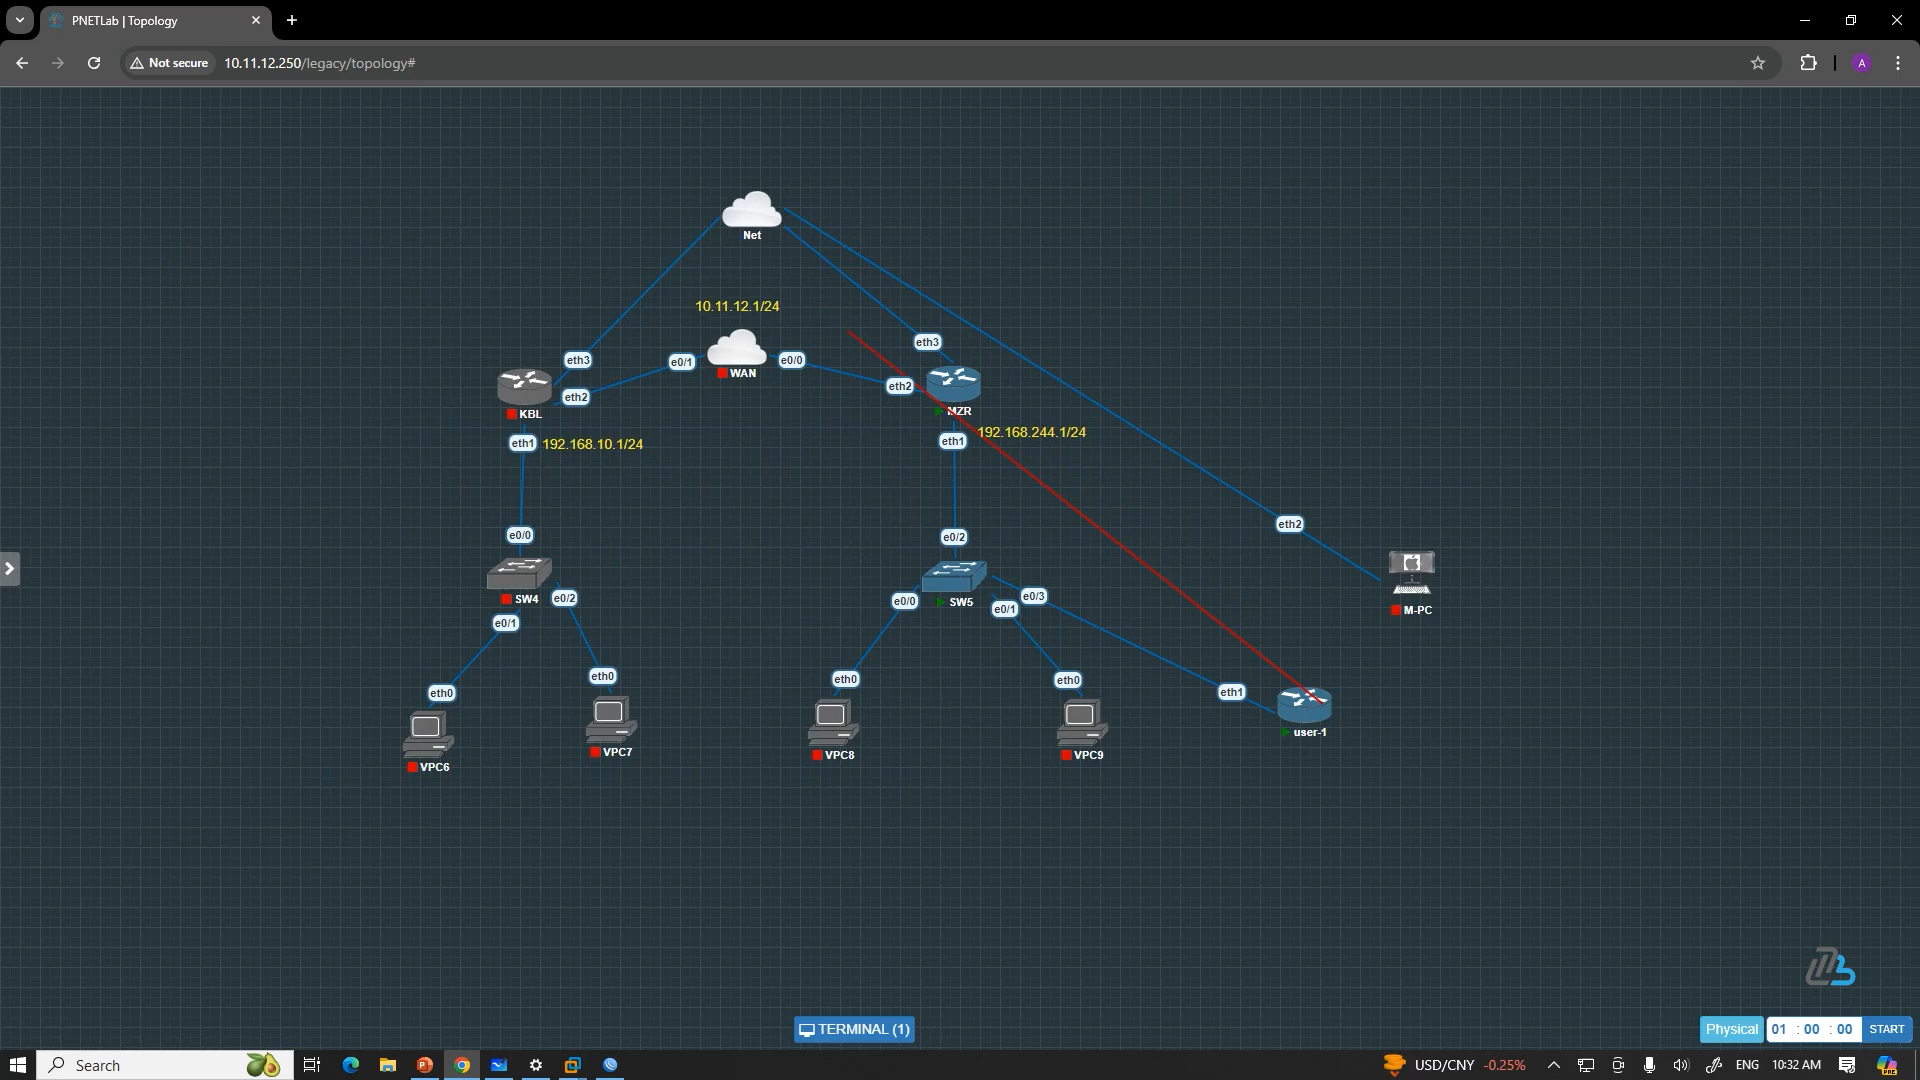 PNETLab | Topology
Not secure
10.11.12.250/legacy/topology#
A
Net
10.11.12.1/24
eth3
eth3
e0/1
e0/0
WAN
eth2
eth2
KBL
MZR
192.168.244.1/24
eth1
192.168.10.1/24
eth1
e0/0
e0/2
eth2
SW4
e0/2
e0/0
SW5
e0/3
e0/1
M-PC
e0/1
eth0
eth0
eth0
eth0
eth1
user-1
VPC6
VPC7
VPC8
VPC9
TERMINAL (1)
Physical
01 : 00 : 00
START
Search
USD/CNY -0.25%
ENG
10:32 AM
PRE